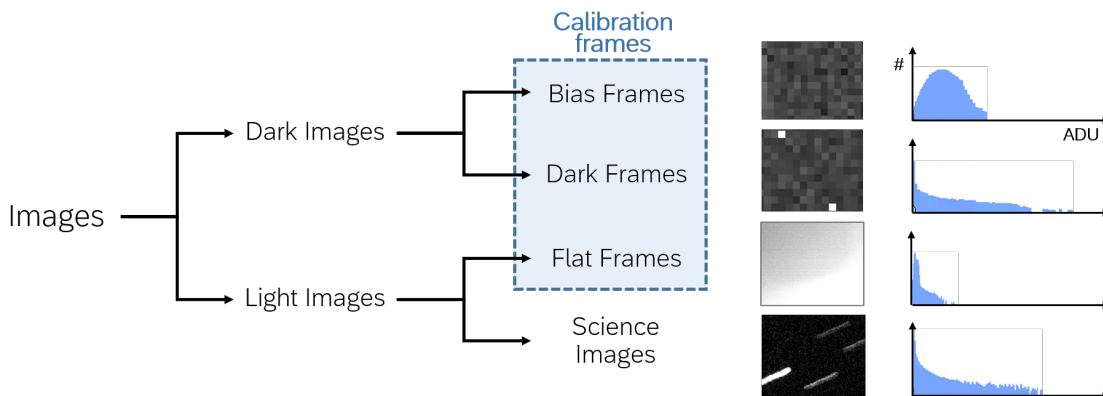 Calibration
frames
Bias Frames
#
Dark Images
ADU
Dark Frames
Images
Flat Frames
Light Images
Science
Images